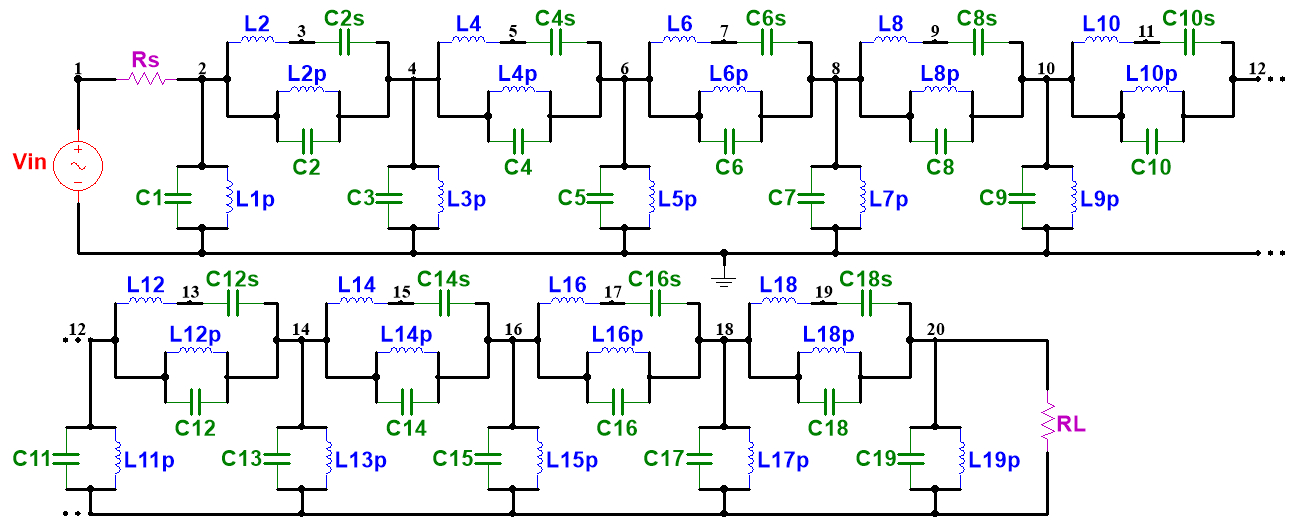 L2 3 C2s L4 5 C4s L6 7 C6s L8 9 C8s L10 11 C10s
1 Rs 2 L2p 4 L4p 6 L6p 8 L8p 10 L10p 12
C2 C4 C6 C8 C10
Vin + −
C1 L1p C3 L3p C5 L5p C7 L7p C9 L9p
L12 13 C12s L14 15 C14s L16 17 C16s L18 19 C18s
12 L12p 14 L14p 16 L16p 18 L18p 20
C12 C14 C16 C18 RL
C11 L11p C13 L13p C15 L15p C17 L17p C19 L19p